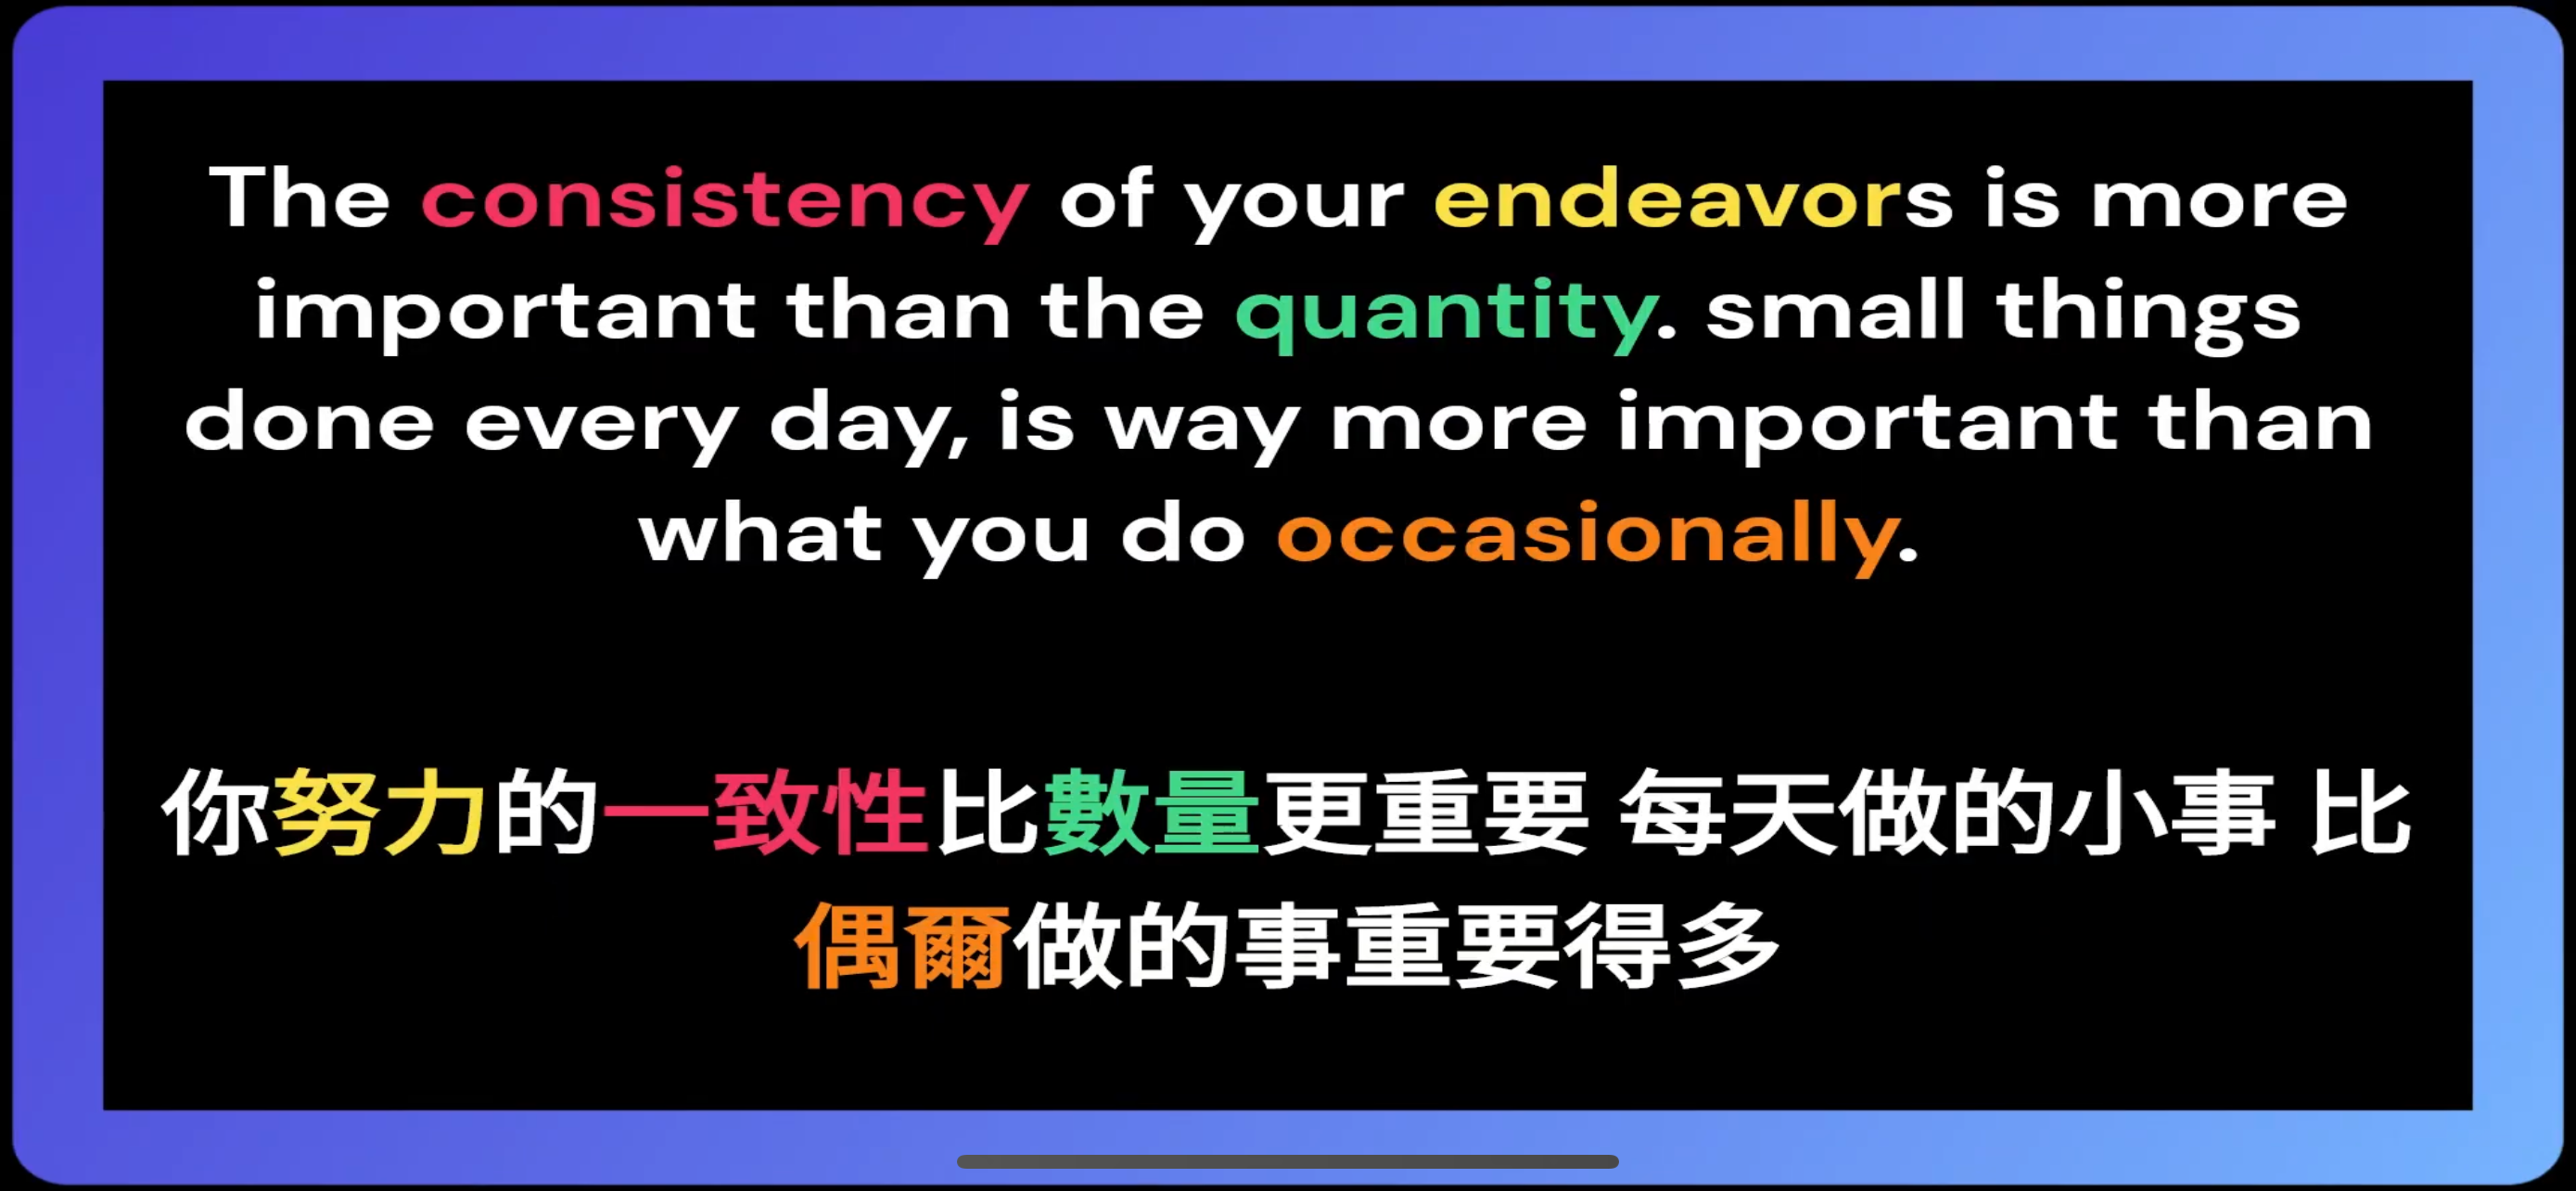 The consistency of your endeavors is more
important than the quantity. small things
done every day, is way more important than
what you do occasionally.
你努力的一致性比數量更重要 每天做的小事 比
偶爾做的事重要得多